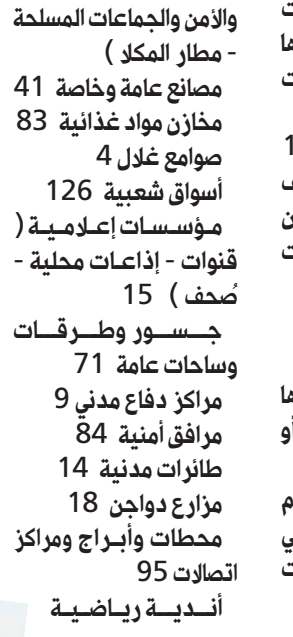 والأمن والجماعات المسلحة
- مطار المكلا )
مصانع عامة وخاصة 41
مخازن مواد غذائية 83
صوامع غلال 4
أسواق شعبية 126
مؤسسات إعلامية (
قنوات - إذاعات محلية -
صُحف ) 15
جسور وطرقات
وساحات عامة 71
مراكز دفاع مدني 9
مرافق أمنية 84
طائرات مدنية 14
مزارع دواجن 18
محطات وأبراج ومراكز
اتصالات 95
أندية رياضية